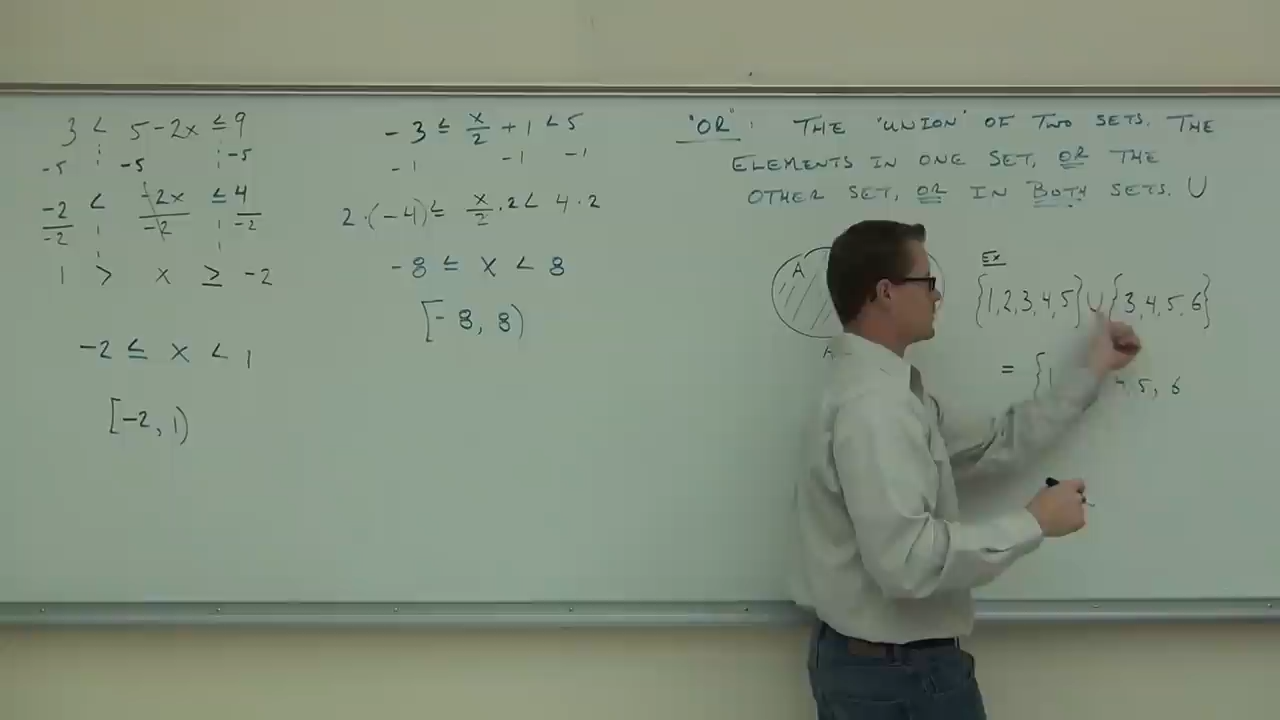 3 < 5 - 2x ≤ 9
-5 -5 -5
-2/-2 < -2x/-2 ≤ 4/-2
1 > x ≥ -2
-2 ≤ x < 1
[-2, 1)
-3 ≤ x/2 + 1 < 5
-1 -1 -1
2·(-4) ≤ x/2 · 2 < 4 · 2
-8 ≤ x < 8
[-8, 8)
"OR": THE "UNION" OF TWO SETS. THE
ELEMENTS IN ONE SET, OR THE
OTHER SET, OR IN BOTH SETS. ∪
A
Ex
{1,2,3,4,5} ∪ {3,4,5,6}
= {1 4,5, 6